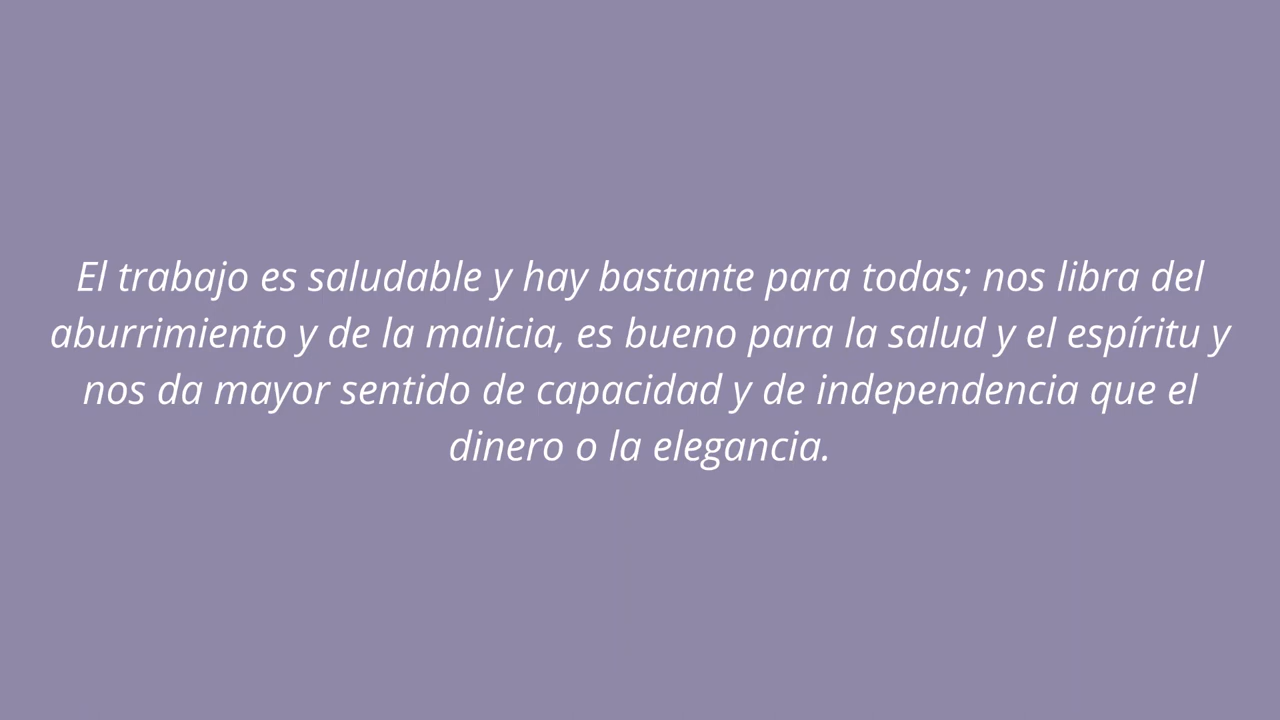 El trabajo es saludable y hay bastante para todas; nos libra del
aburrimiento y de la malicia, es bueno para la salud y el espíritu y
nos da mayor sentido de capacidad y de independencia que el
dinero o la elegancia.